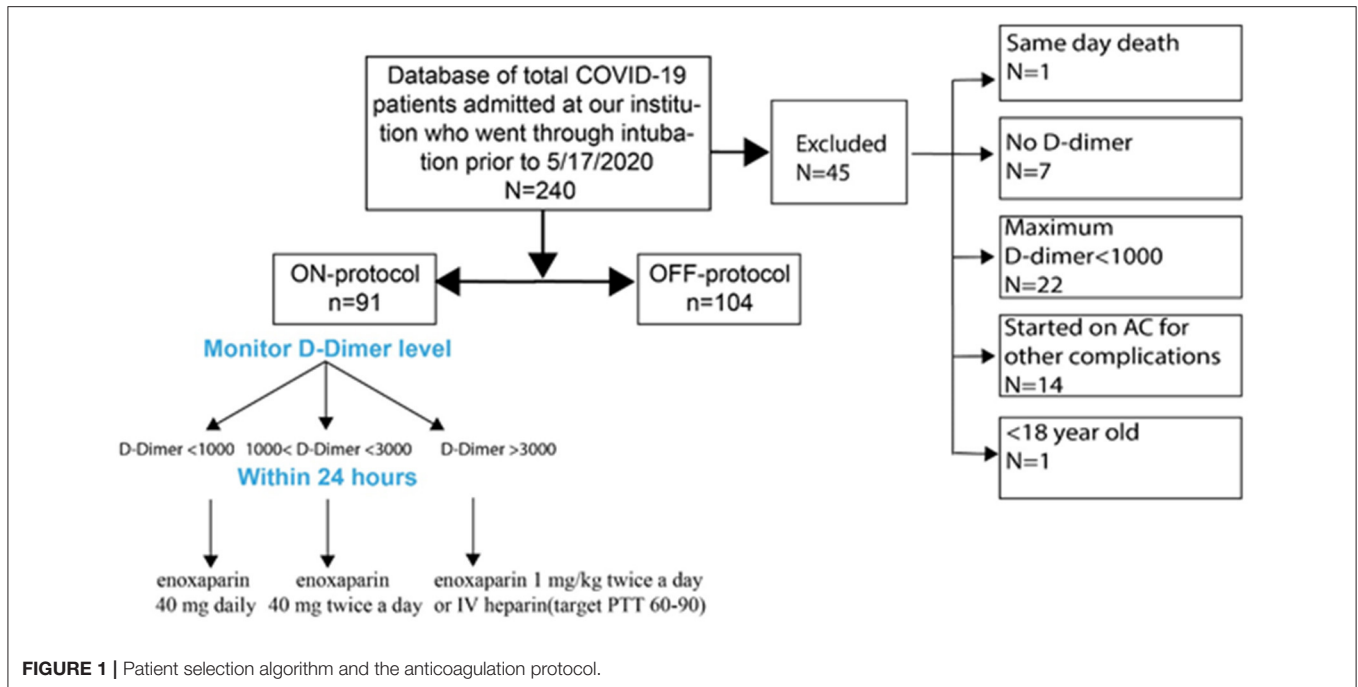 Database of total COVID-19
patients admitted at our institu-
tion who went through intuba-
tion prior to 5/17/2020
N=240
Excluded
N=45
Same day death
N=1
No D-dimer
N=7
Maximum
D-dimer<1000
N=22
Started on AC for
other complications
N=14
<18 year old
N=1
ON-protocol
n=91
OFF-protocol
n=104
Monitor D-Dimer level
D-Dimer <1000 1000< D-Dimer <3000 D-Dimer >3000
Within 24 hours
enoxaparin
40 mg daily
enoxaparin
40 mg twice a day
enoxaparin 1 mg/kg twice a day
or IV heparin(target PTT 60-90)
FIGURE 1 | Patient selection algorithm and the anticoagulation protocol.